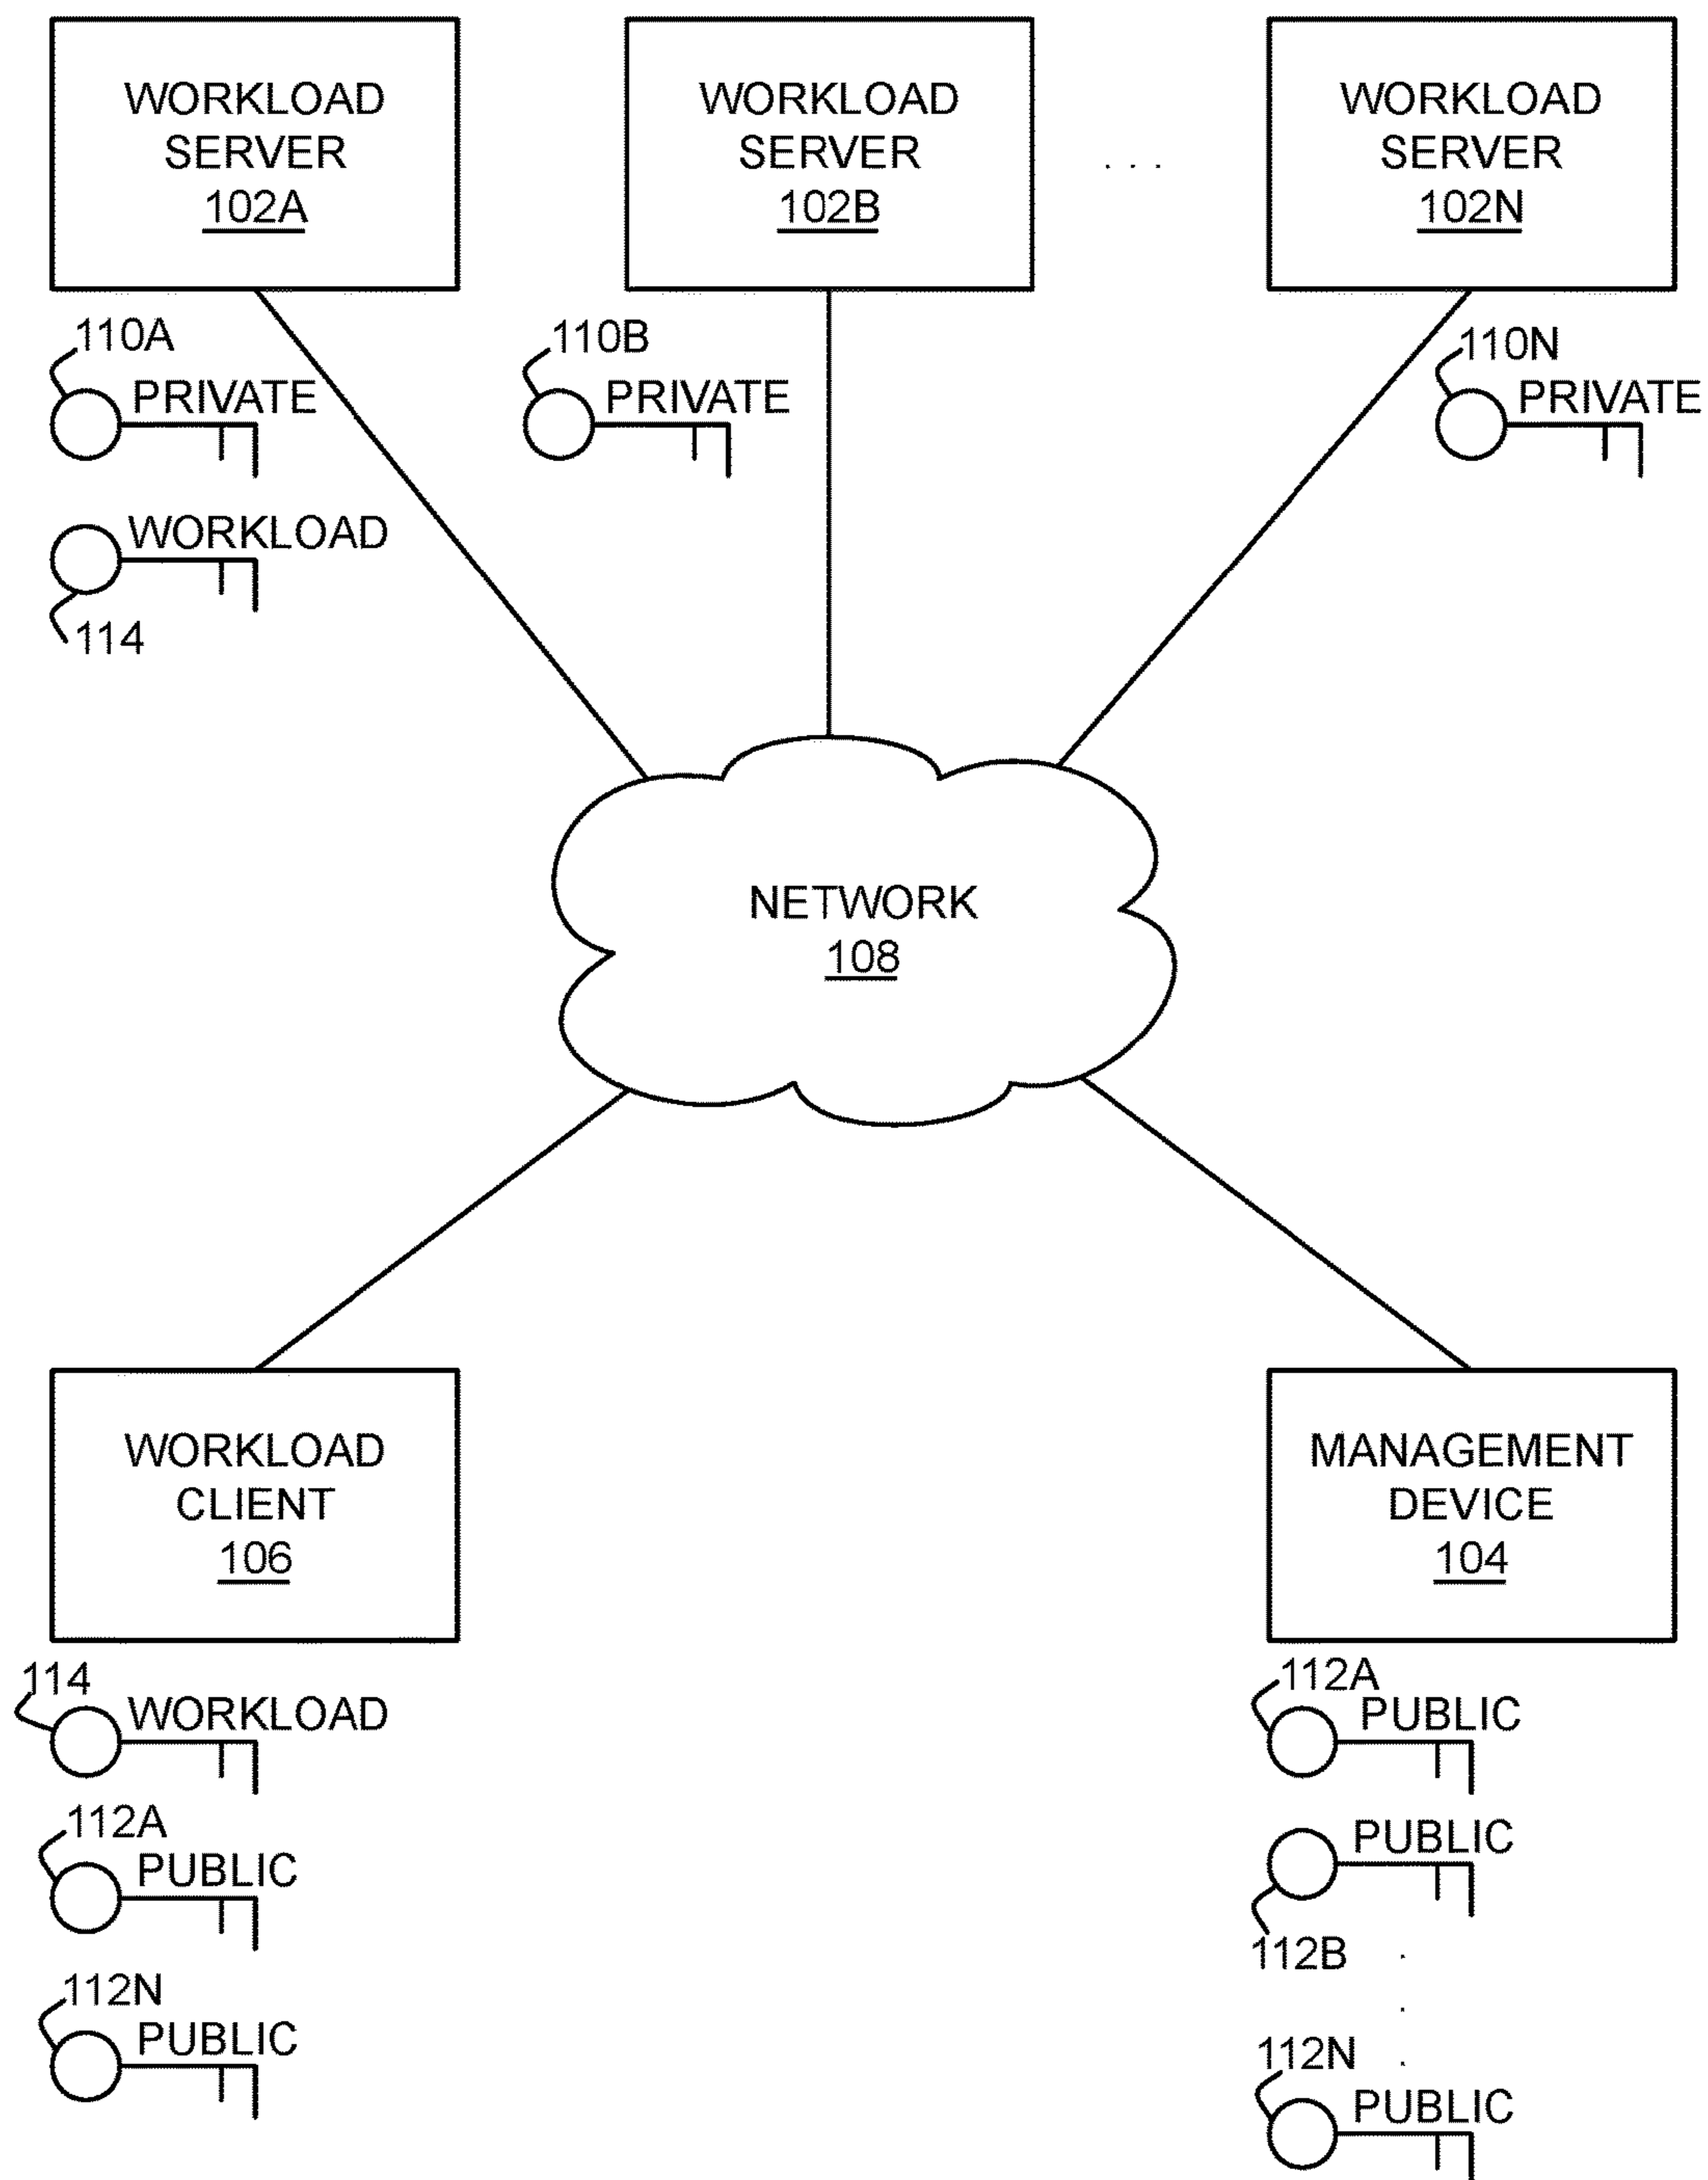 WORKLOAD
SERVER
102A
WORKLOAD
SERVER
102B
. . .
WORKLOAD
SERVER
102N
110A
PRIVATE
110B
PRIVATE
110N
PRIVATE
WORKLOAD
114
NETWORK
108
WORKLOAD
CLIENT
106
MANAGEMENT
DEVICE
104
114
WORKLOAD
112A
PUBLIC
112N
PUBLIC
112A
PUBLIC
PUBLIC
112B
.
.
.
112N
PUBLIC